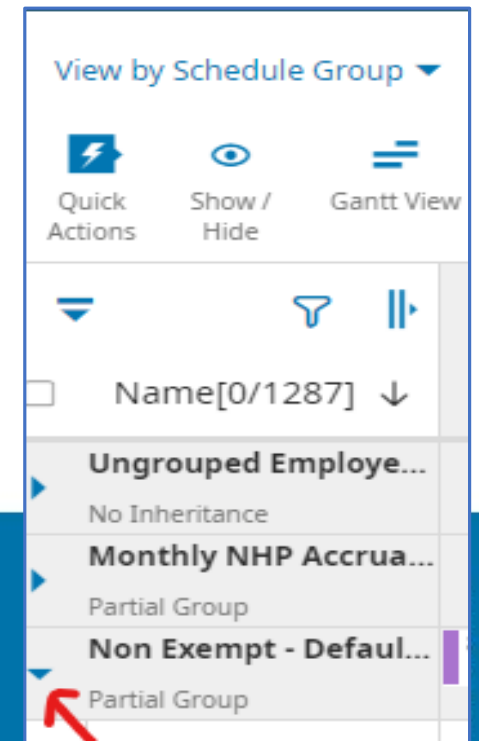 View by Schedule Group
Quick Actions
Show / Hide
Gantt View
Name[0/1287]
Ungrouped Employe...
No Inheritance
Monthly NHP Accrua...
Partial Group
Non Exempt - Defaul...
Partial Group